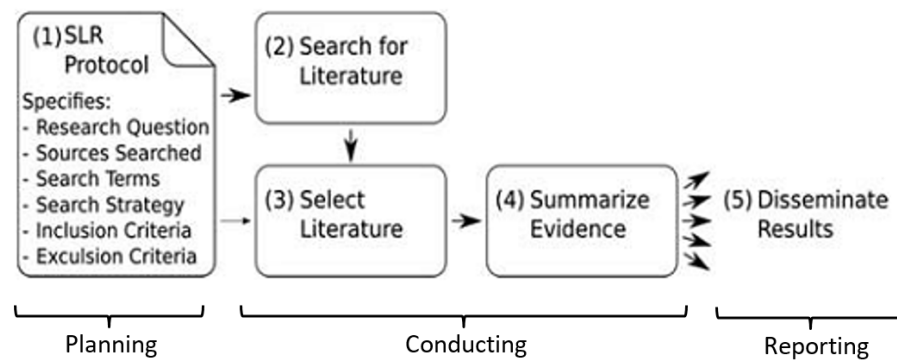 (1) SLR
Protocol
Specifies:
- Research Question
- Sources Searched
- Search Terms
- Search Strategy
- Inclusion Criteria
- Exculsion Criteria
(2) Search for
Literature
(3) Select
Literature
(4) Summarize
Evidence
(5) Disseminate
Results
Planning
Conducting
Reporting